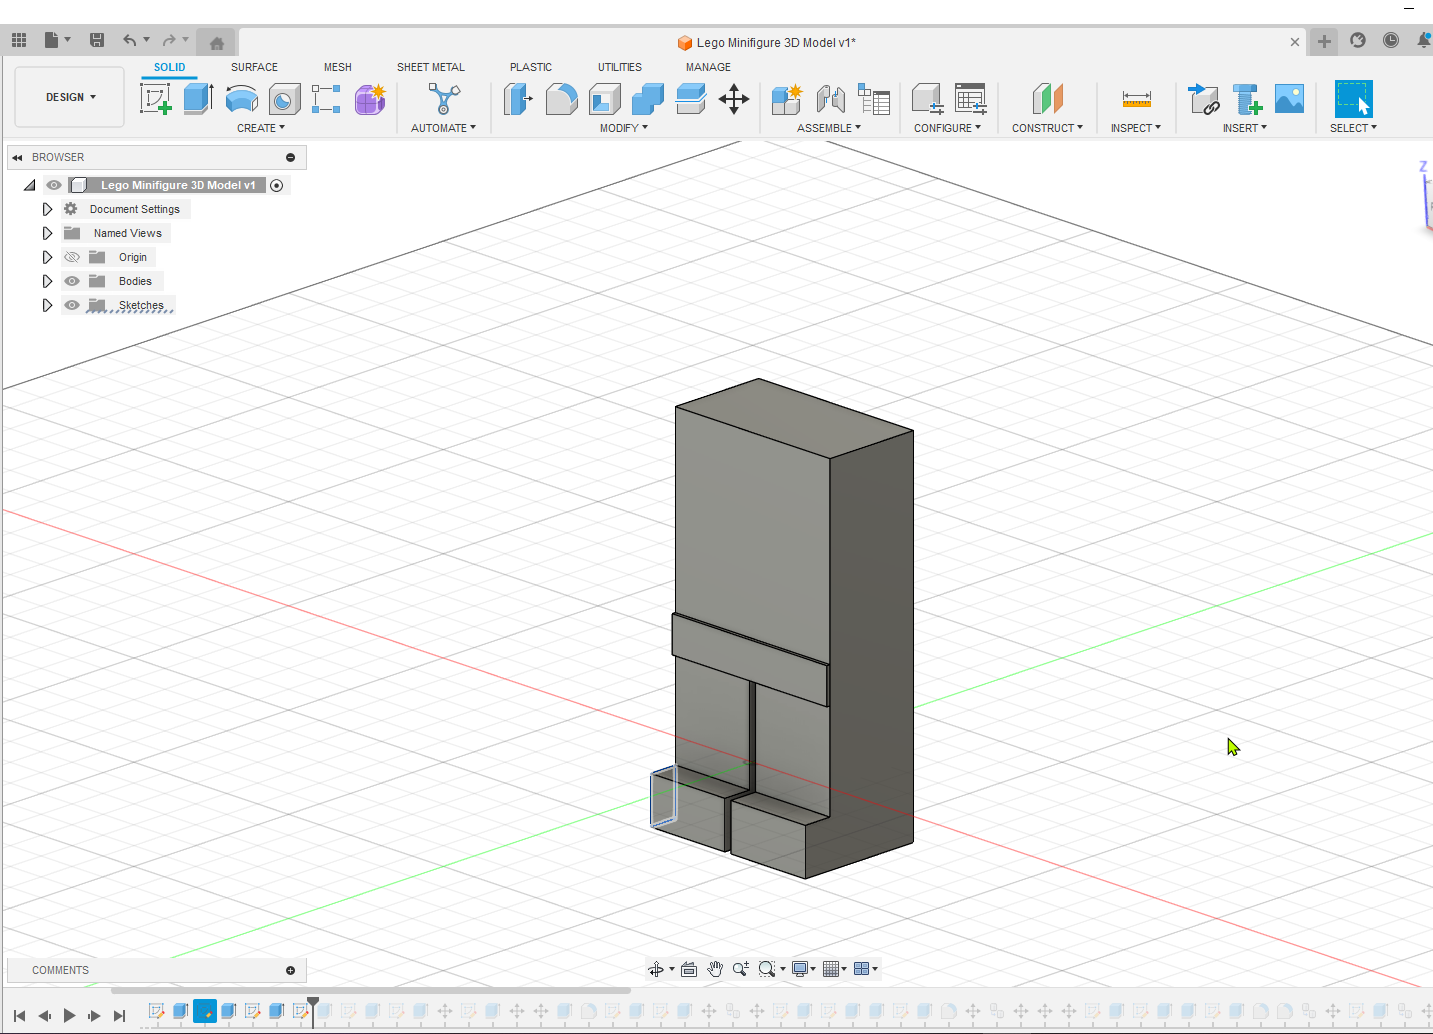 Lego Minifigure 3D Model v1*
SOLID SURFACE MESH SHEET METAL PLASTIC UTILITIES MANAGE
DESIGN
CREATE AUTOMATE MODIFY ASSEMBLE CONFIGURE CONSTRUCT INSPECT INSERT SELECT
BROWSER
Lego Minifigure 3D Model v1
Document Settings
Named Views
Origin
Bodies
Sketches
Z
COMMENTS